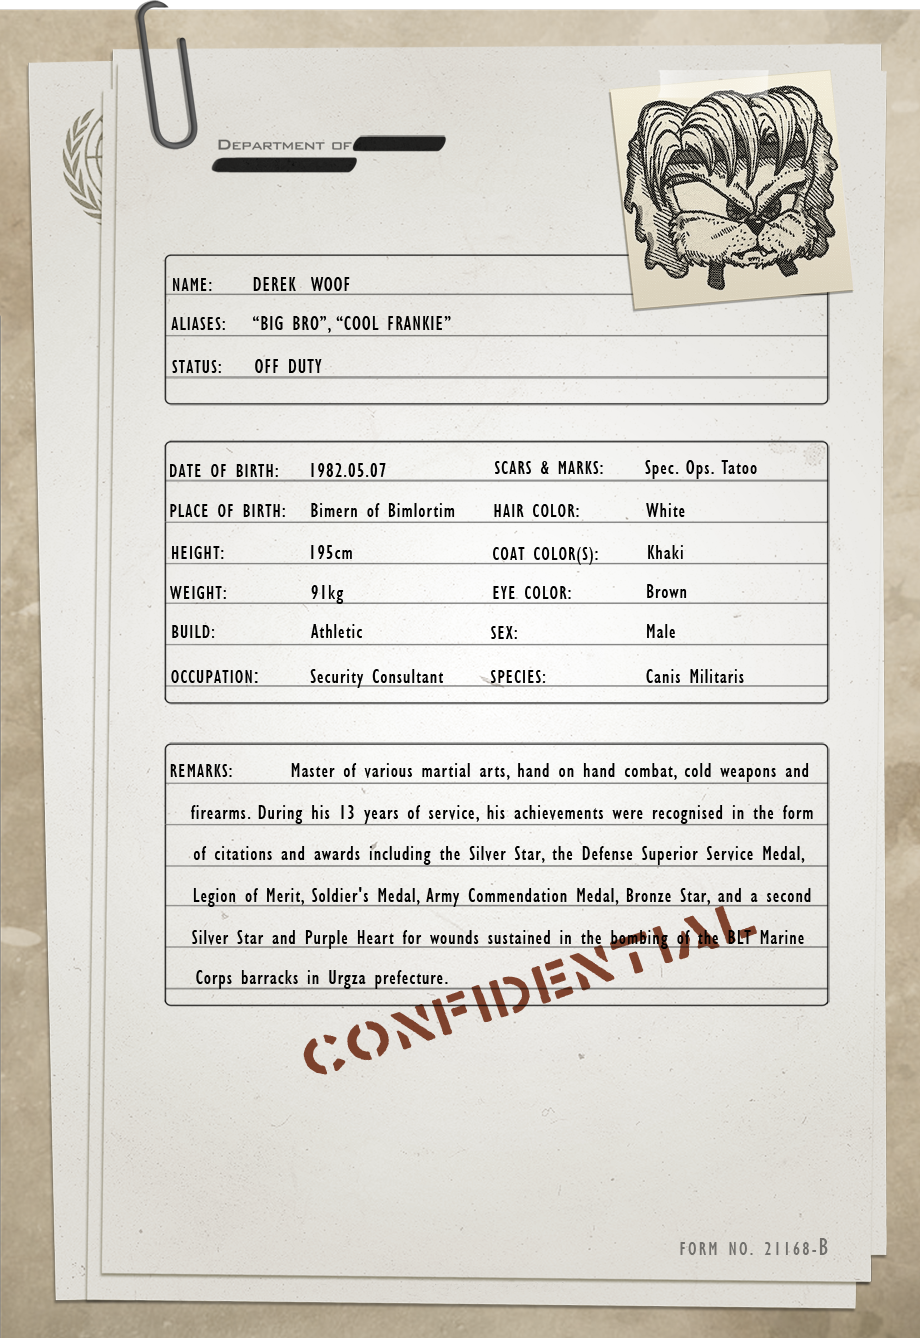 DEPARTMENT OF
NAME: DEREK WOOF
ALIASES: “BIG BRO”, “COOL FRANKIE”
STATUS: OFF DUTY
DATE OF BIRTH: 1982.05.07 SCARS & MARKS: Spec. Ops. Tatoo
PLACE OF BIRTH: Bimern of Bimlortim HAIR COLOR: White
HEIGHT: 195cm COAT COLOR(S): Khaki
WEIGHT: 91kg EYE COLOR: Brown
BUILD: Athletic SEX: Male
OCCUPATION: Security Consultant SPECIES: Canis Militaris
REMARKS: Master of various martial arts, hand on hand combat, cold weapons and
firearms. During his 13 years of service, his achievements were recognised in the form
of citations and awards including the Silver Star, the Defense Superior Service Medal,
Legion of Merit, Soldier's Medal, Army Commendation Medal, Bronze Star, and a second
Silver Star and Purple Heart for wounds sustained in the bombing of the BLT Marine
Corps barracks in Urgza prefecture.
CONFIDENTIAL
FORM NO. 21168-B